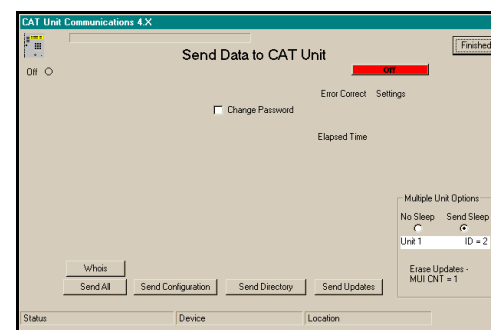 CAT Unit Communications 4.X
Finished
Send Data to CAT Unit
Off
Off
Error Correct Settings
Change Password
Elapsed Time
Multiple Unit Options
No Sleep Send Sleep
Unit 1 ID = 2
Erase Updates -
MUI CNT = 1
Whois
Send All Send Configuration Send Directory Send Updates
Status Device Location